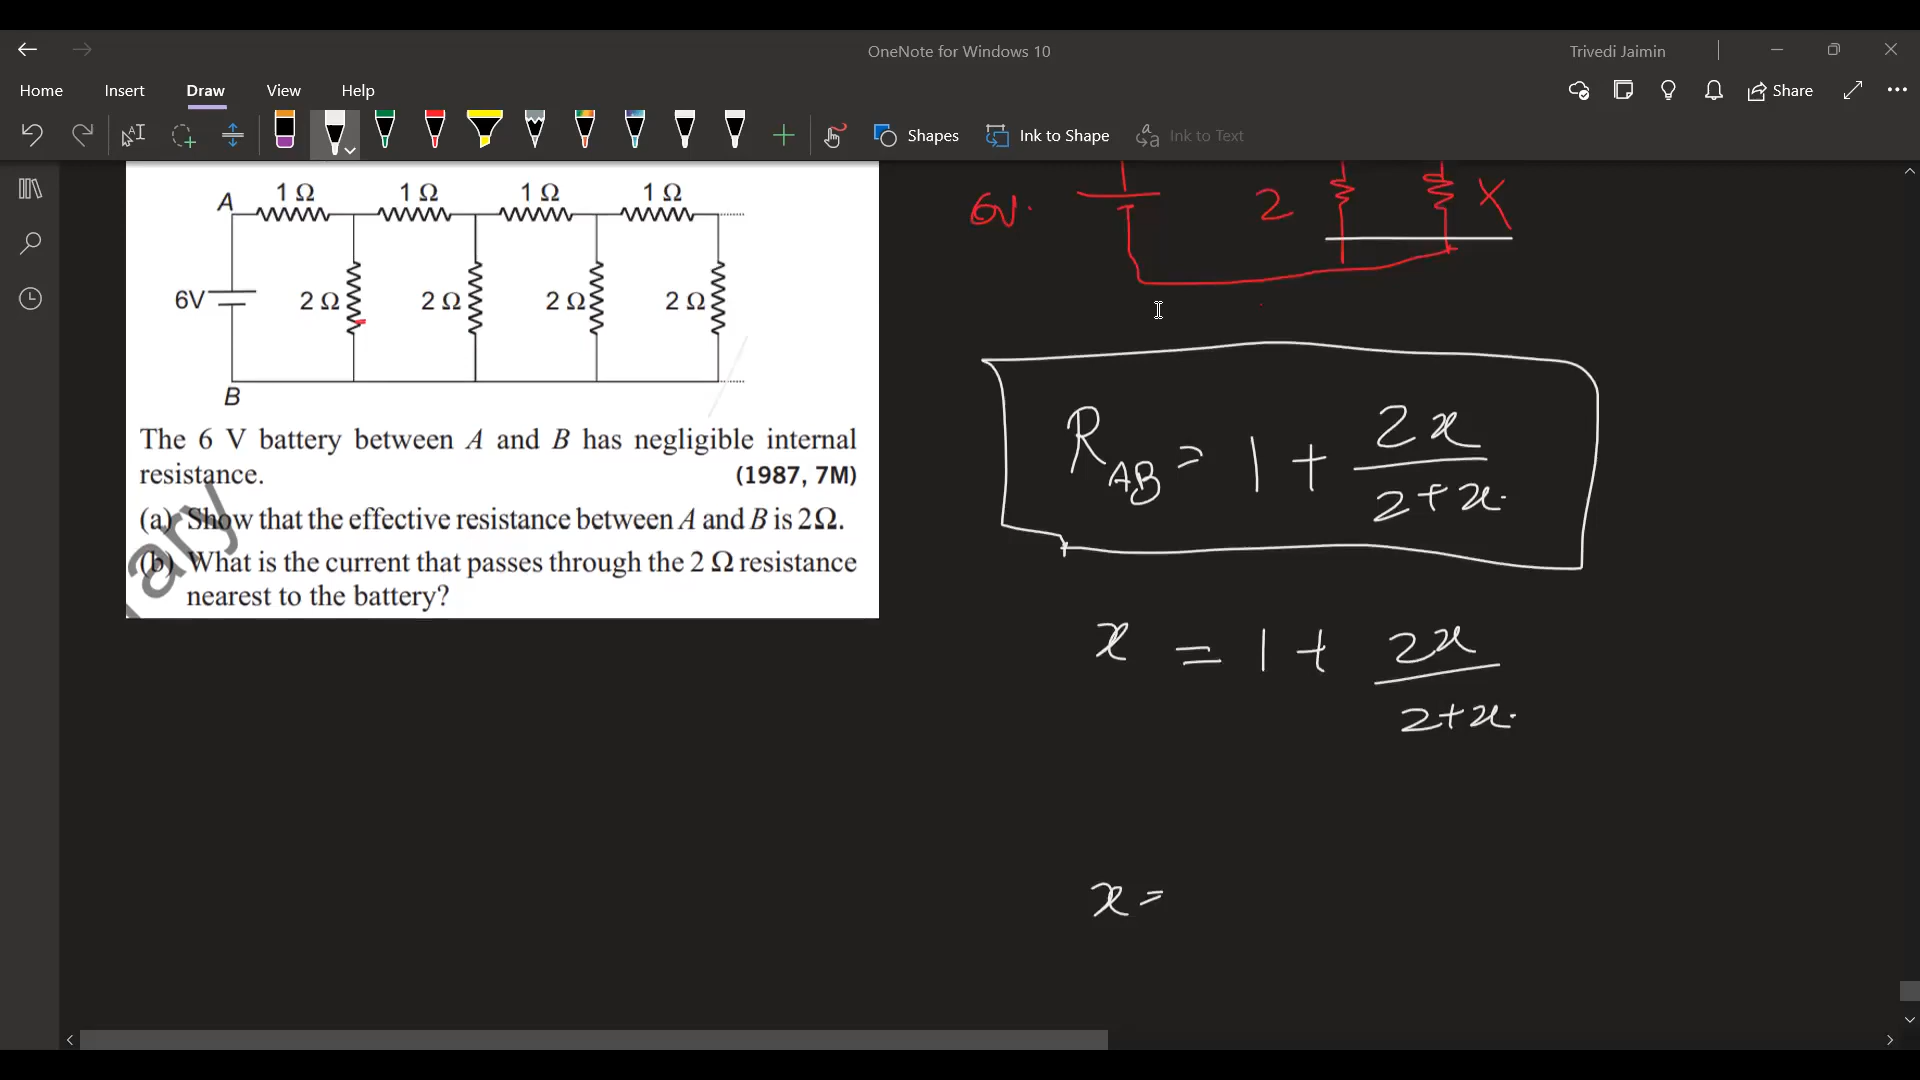 OneNote for Windows 10
Trivedi Jaimin
Home Insert Draw View Help
Share
Shapes
Ink to Shape
Ink to Text
A 1 Ω 1 Ω 1 Ω 1 Ω
6V 2 Ω 2 Ω 2 Ω 2 Ω
B
The 6 V battery between A and B has negligible internal
resistance. (1987, 7M)
(a) Show that the effective resistance between A and B is 2Ω.
(b) What is the current that passes through the 2 Ω resistance
nearest to the battery?
ary
6V. 2 X
R_AB = 1 + 2x
2+x.
x = 1 + 2x
2+x.
x =